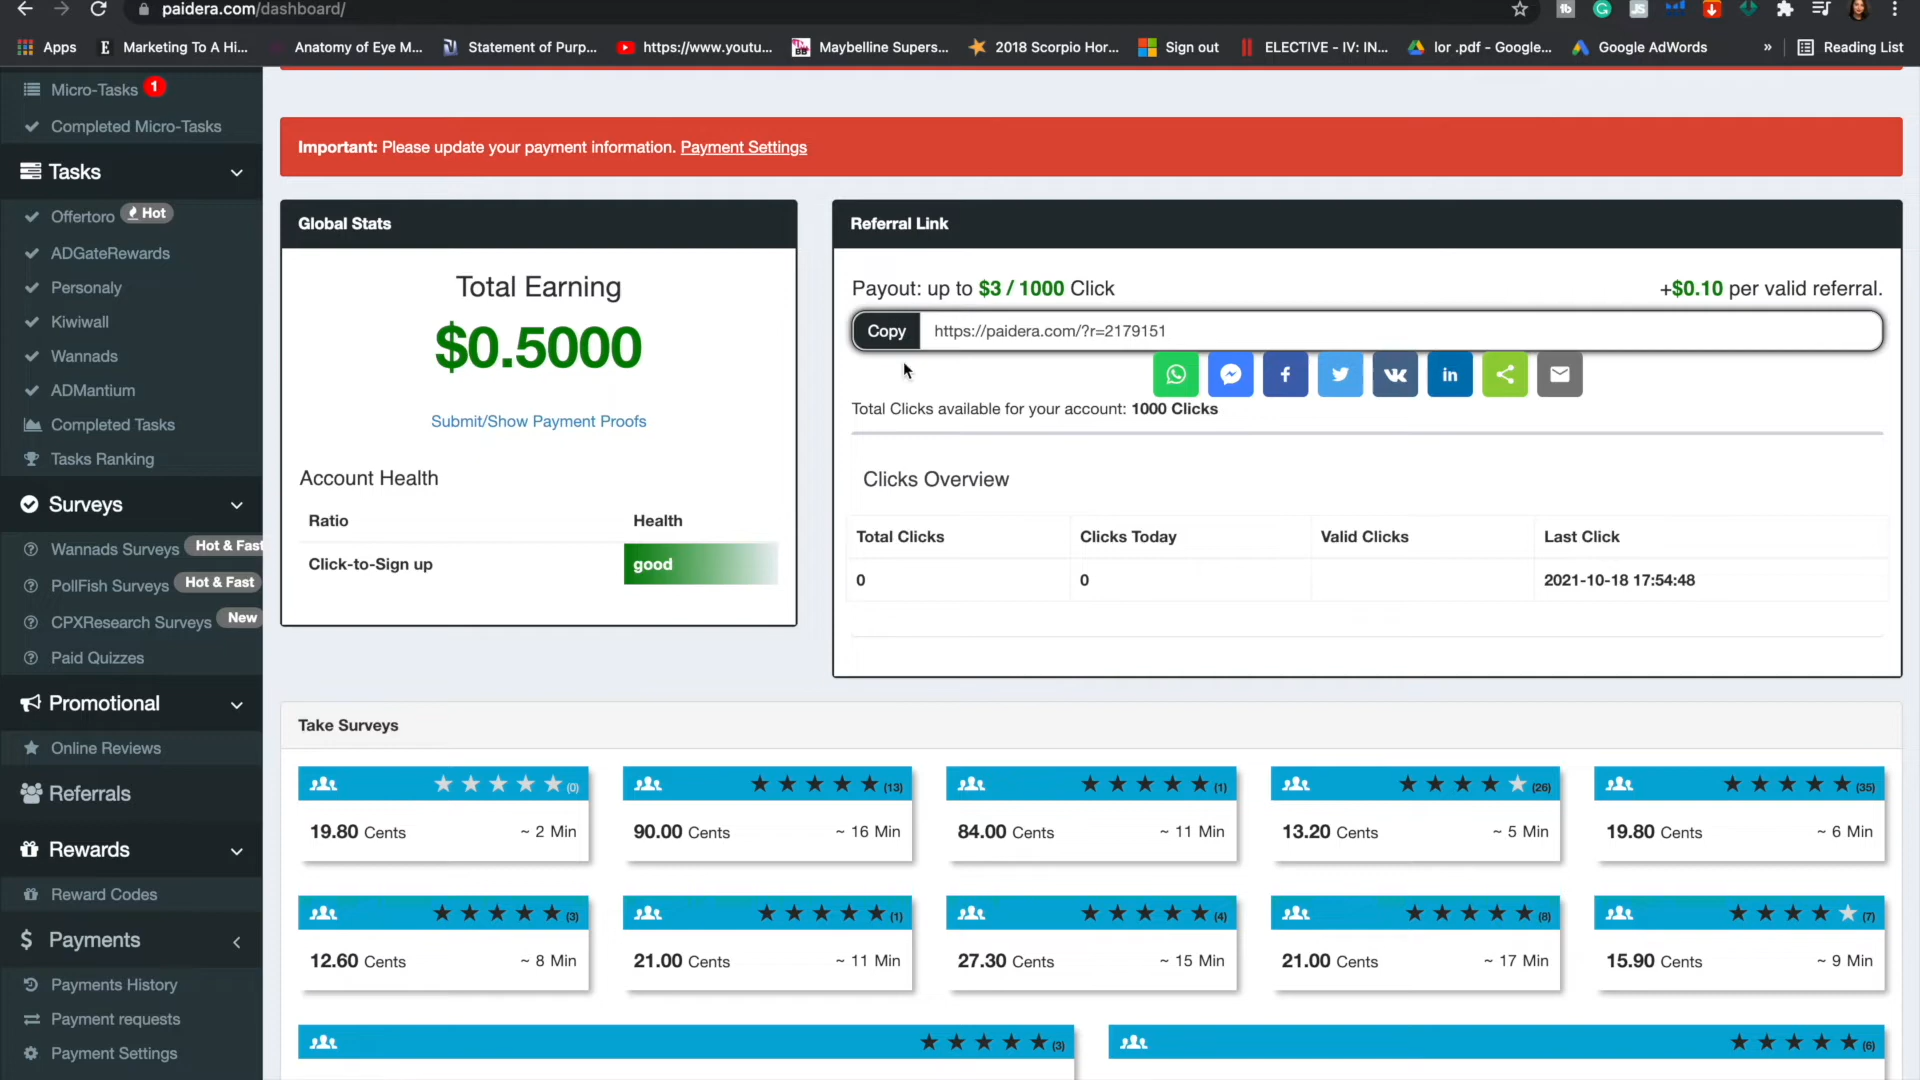 paidera.com/dashboard/
Apps
E Marketing To A Hi...
Anatomy of Eye M...
Statement of Purp...
https://www.youtu...
Maybelline Supers...
2018 Scorpio Hor...
Sign out
ELECTIVE - IV: IN...
lor .pdf - Google...
Google AdWords
»
Reading List
Micro-Tasks 1
Completed Micro-Tasks
Tasks
Offertoro Hot
ADGateRewards
Personaly
Kiwiwall
Wannads
ADMantium
Completed Tasks
Tasks Ranking
Surveys
Wannads Surveys Hot & Fast
PollFish Surveys Hot & Fast
CPXResearch Surveys New
Paid Quizzes
Promotional
Online Reviews
Referrals
Rewards
Reward Codes
$ Payments
Payments History
Payment requests
Payment Settings
Important: Please update your payment information. Payment Settings
Global Stats
Total Earning
$0.5000
Submit/Show Payment Proofs
Account Health
Ratio Health
Click-to-Sign up good
Referral Link
Payout: up to $3 / 1000 Click +$0.10 per valid referral.
Copy https://paidera.com/?r=2179151
Total Clicks available for your account: 1000 Clicks
Clicks Overview
Total Clicks Clicks Today Valid Clicks Last Click
0 0 2021-10-18 17:54:48
Take Surveys
(0) (13) (1) (26) (35)
19.80 Cents ~ 2 Min 90.00 Cents ~ 16 Min 84.00 Cents ~ 11 Min 13.20 Cents ~ 5 Min 19.80 Cents ~ 6 Min
(3) (1) (4) (8) (7)
12.60 Cents ~ 8 Min 21.00 Cents ~ 11 Min 27.30 Cents ~ 15 Min 21.00 Cents ~ 17 Min 15.90 Cents ~ 9 Min
(3) (6)